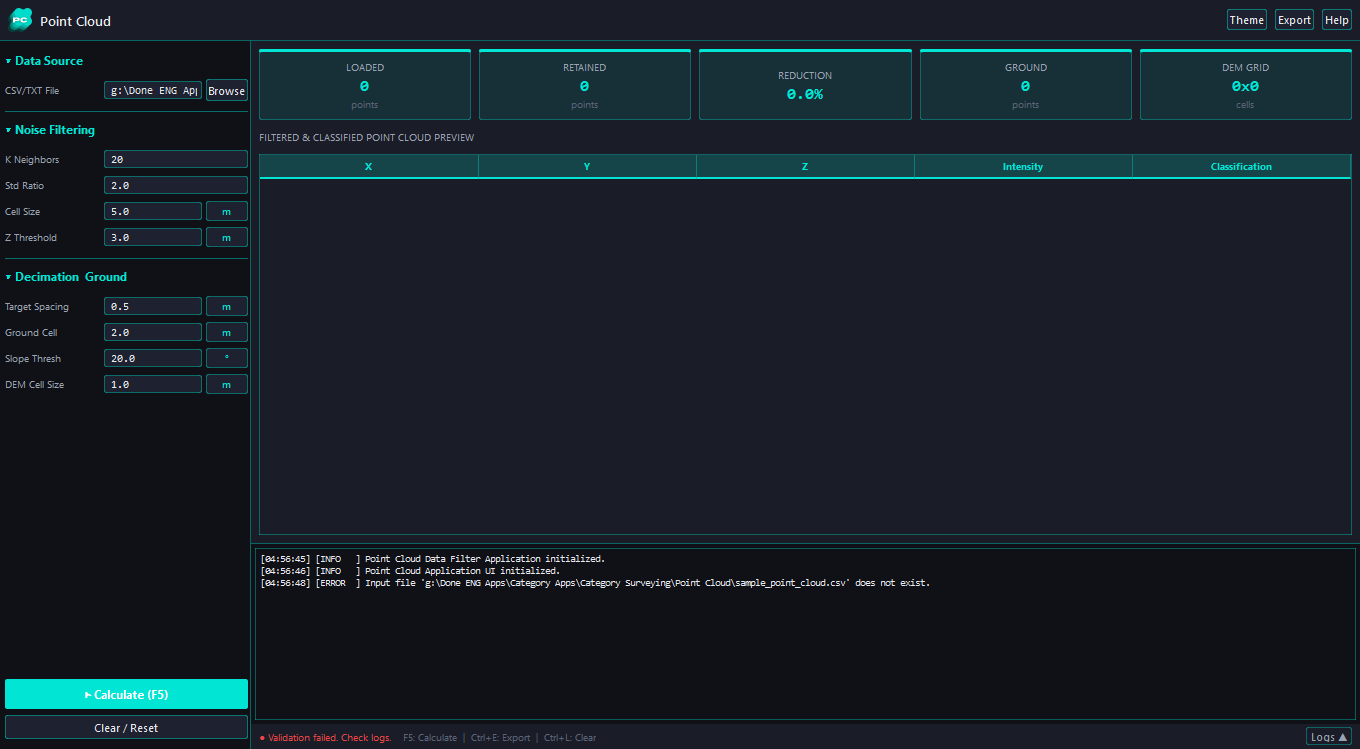 PC Point Cloud
Theme Export Help
▾ Data Source
CSV/TXT File g:\Done ENG App Browse
▾ Noise Filtering
K Neighbors 20
Std Ratio 2.0
Cell Size 5.0 m
Z Threshold 3.0 m
▾ Decimation Ground
Target Spacing 0.5 m
Ground Cell 2.0 m
Slope Thresh 20.0 °
DEM Cell Size 1.0 m
▸ Calculate (F5)
Clear / Reset
LOADED
0
points
RETAINED
0
points
REDUCTION
0.0%
GROUND
0
points
DEM GRID
0x0
cells
FILTERED & CLASSIFIED POINT CLOUD PREVIEW
X Y Z Intensity Classification
[04:56:45] [INFO   ] Point Cloud Data Filter Application initialized.
[04:56:46] [INFO   ] Point Cloud Application UI initialized.
[04:56:48] [ERROR  ] Input file 'g:\Done ENG Apps\Category Apps\Category Surveying\Point Cloud\sample_point_cloud.csv' does not exist.
● Validation failed. Check logs. F5: Calculate | Ctrl+E: Export | Ctrl+L: Clear
Logs ▲